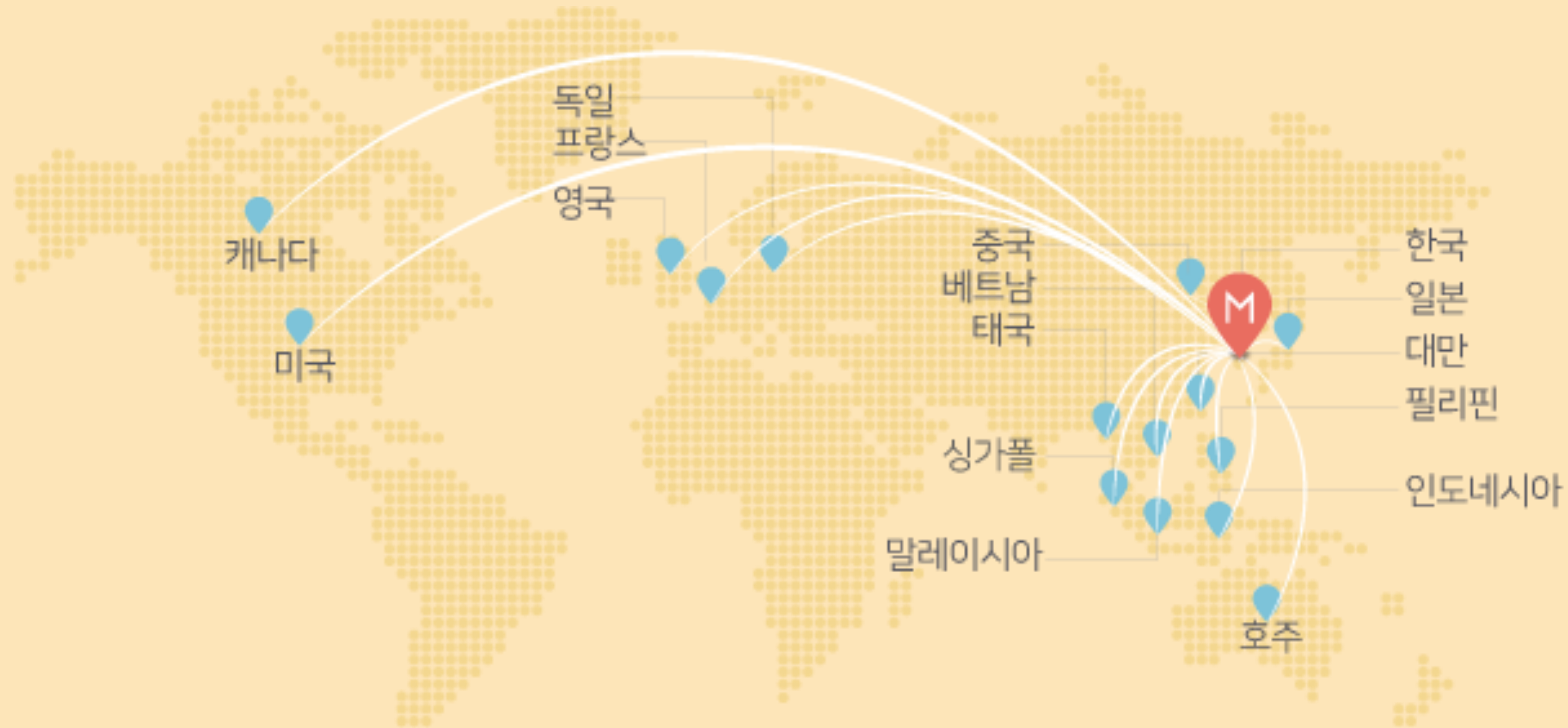 독일
프랑스
영국
캐나다
미국
중국
베트남
태국
싱가폴
말레이시아
M
한국
일본
대만
필리핀
인도네시아
호주